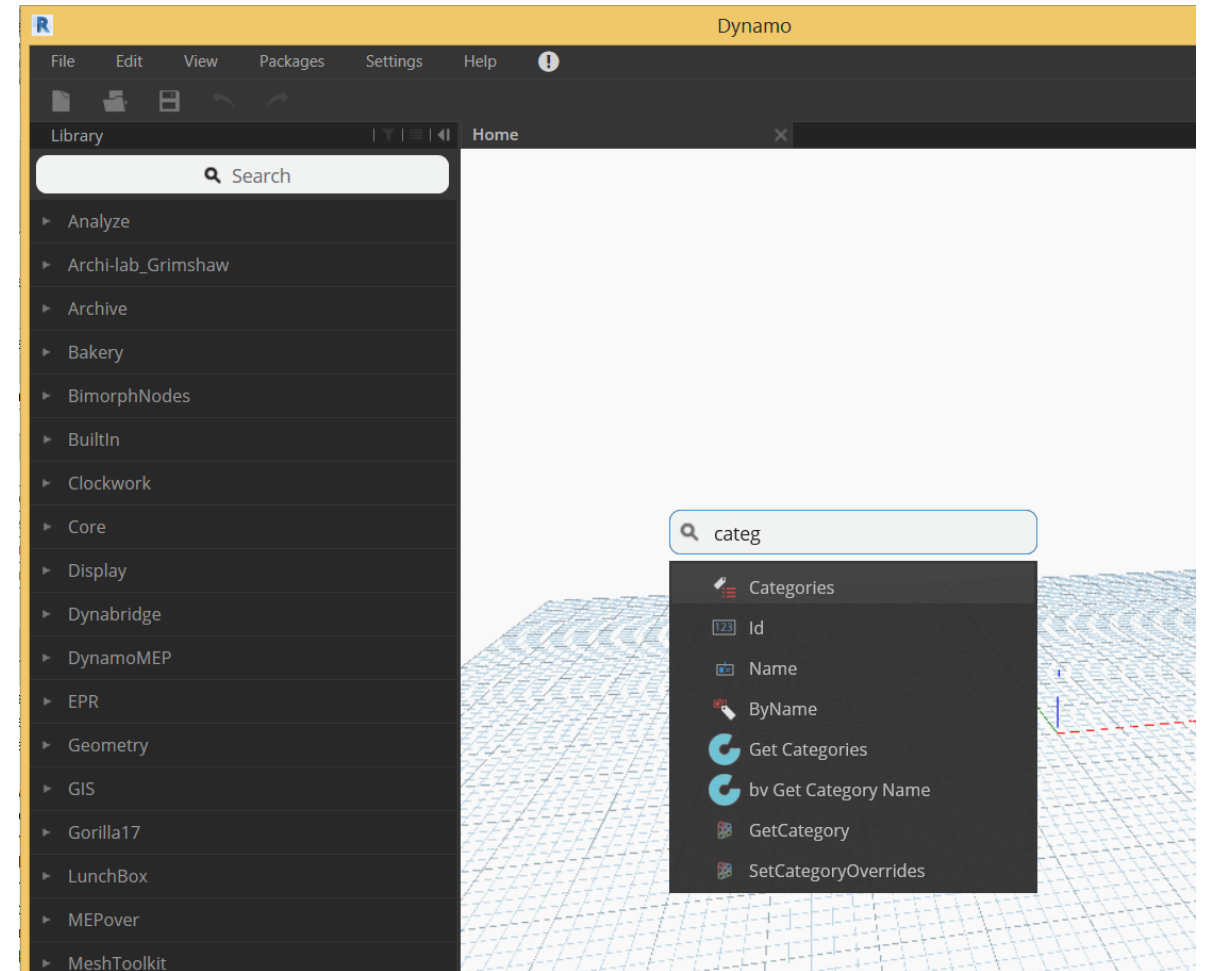 R
Dynamo
File Edit View Packages Settings Help !
Library
Home
Search
Analyze
Archi-lab_Grimshaw
Archive
Bakery
BimorphNodes
BuiltIn
Clockwork
Core
Display
Dynabridge
DynamoMEP
EPR
Geometry
GIS
Gorilla17
LunchBox
MEPover
MeshToolkit
categ
Categories
123 Id
Name
ByName
Get Categories
bv Get Category Name
GetCategory
SetCategoryOverrides